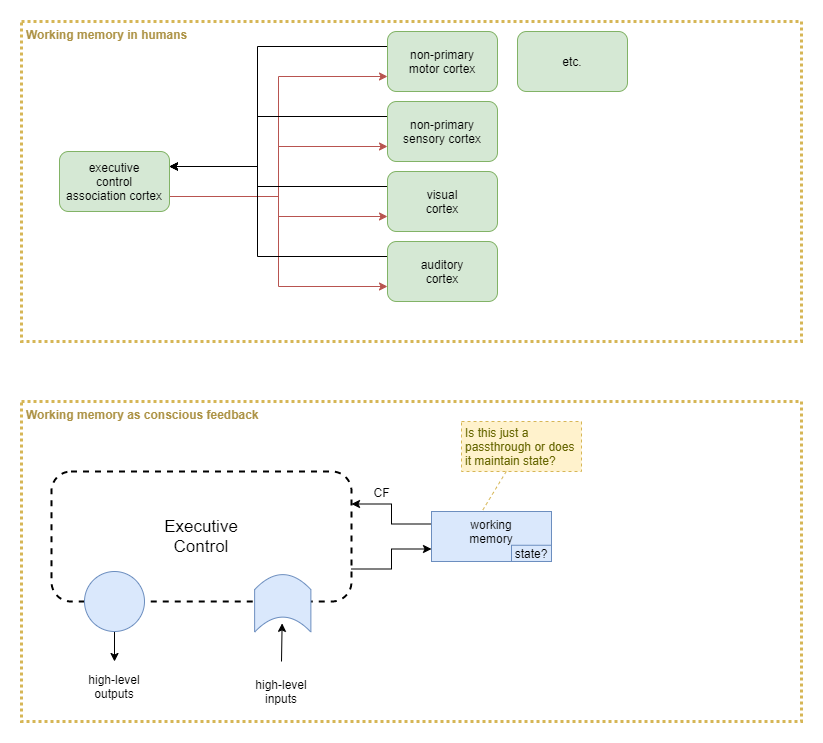 Working memory in humans
non-primary
motor cortex
etc.
non-primary
sensory cortex
executive
control
association cortex
visual
cortex
auditory
cortex
Working memory as conscious feedback
Is this just a
passthrough or does
it maintain state?
CF
Executive
Control
working
memory
state?
high-level
outputs
high-level
inputs